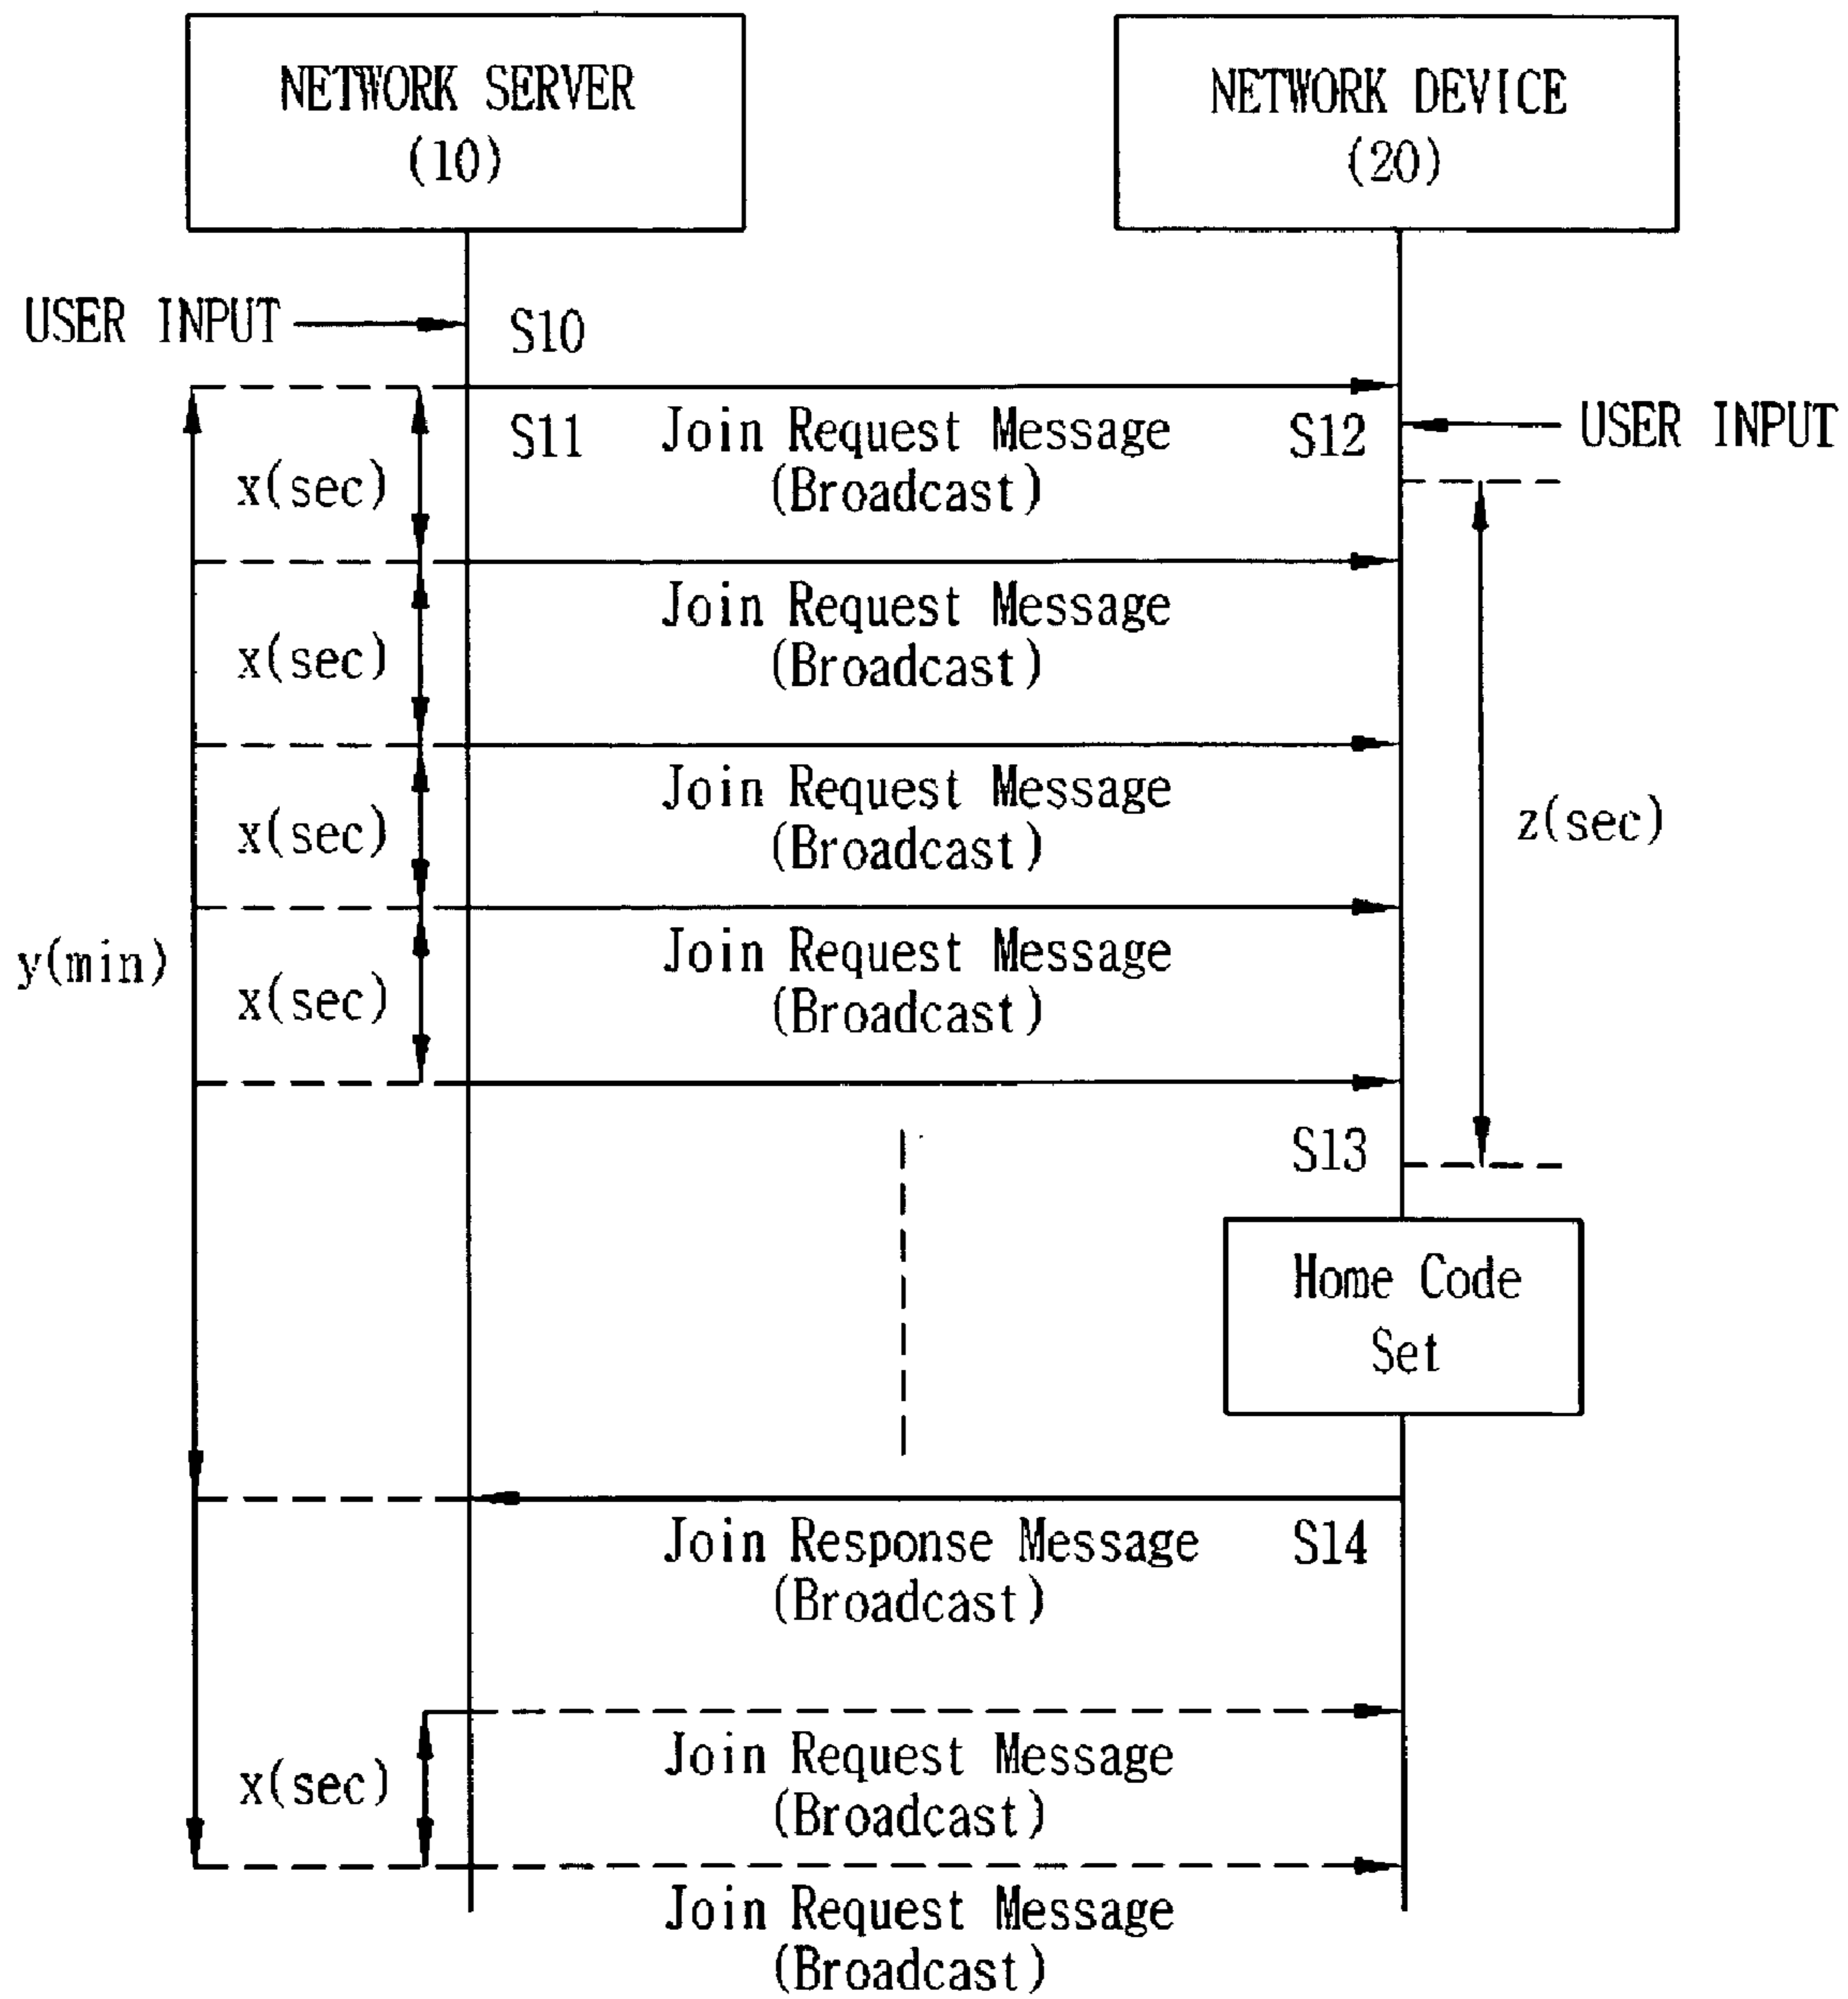 NETWORK SERVER
(10)
NETWORK DEVICE
(20)
USER INPUT
S10
S11
Join Request Message
(Broadcast)
S12
USER INPUT
x(sec)
Join Request Message
(Broadcast)
x(sec)
Join Request Message
(Broadcast)
x(sec)
z(sec)
Join Request Message
(Broadcast)
y(min)
x(sec)
S13
Home Code
Set
Join Response Message
(Broadcast)
S14
Join Request Message
(Broadcast)
x(sec)
Join Request Message
(Broadcast)